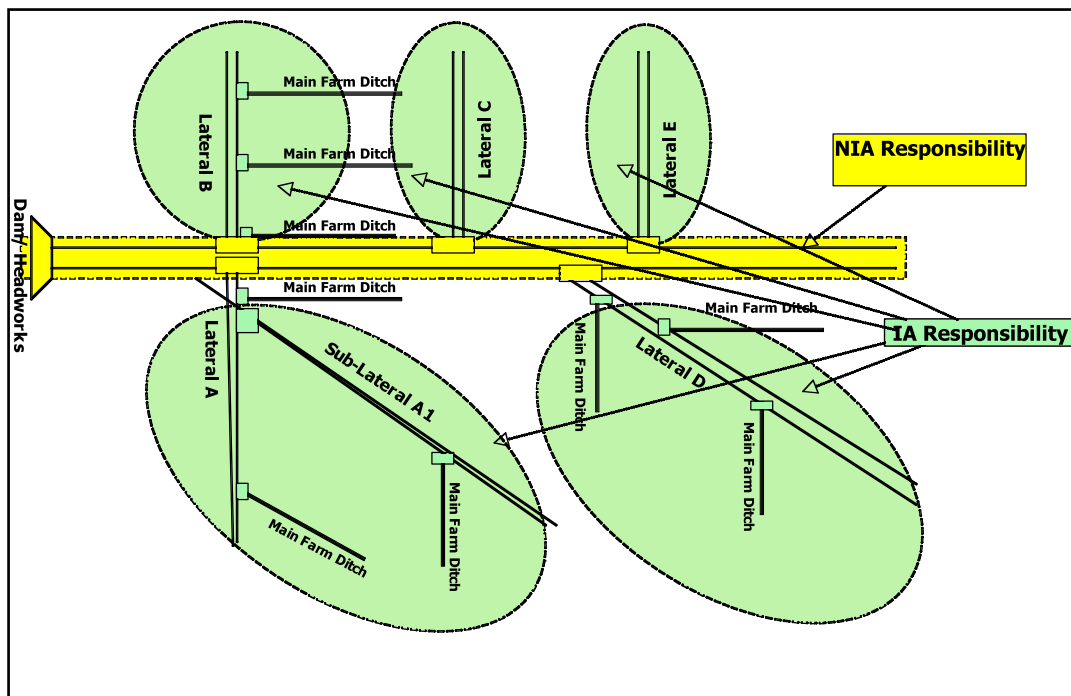 Main Farm Ditch
Lateral B
Lateral C
Lateral E
NIA Responsibility
Main Farm Ditch
Main Farm Ditch
Dam/ Headworks
Main Farm Ditch
Main Farm Ditch
IA Responsibility
Lateral A
Sub-Lateral A1
Main Farm Ditch
Lateral D
Main Farm Ditch
Main Farm Ditch
Main Farm Ditch